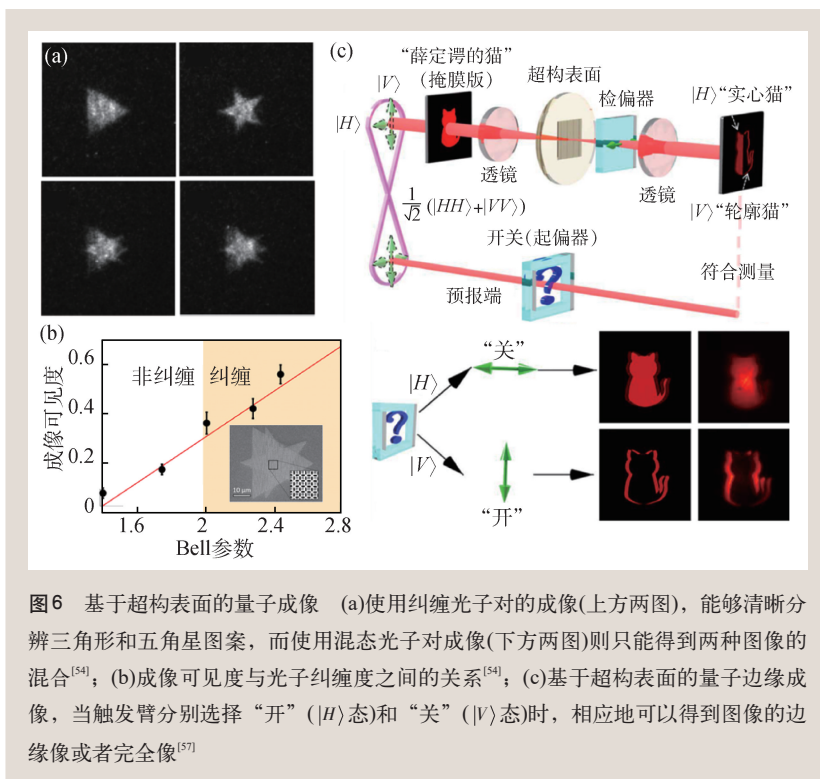 (a)
(c)
“薛定谔的猫”
(掩膜版)
超构表面
检偏器
|H⟩“实心猫”
|V⟩
|H⟩
透镜
透镜
|V⟩“轮廓猫”
1/√2 (|HH⟩+|VV⟩)
开关(起偏器)
?
预报端
符合测量
(b)
0.6
0.4
0.2
0
成像可见度
非纠缠
纠缠
10 μm
1.6
2
2.4
2.8
Bell参数
?
|H⟩
“关”
|V⟩
“开”
图6 基于超构表面的量子成像 (a)使用纠缠光子对的成像(上方两图)，能够清晰分
辨三角形和五角星图案，而使用混态光子对成像(下方两图)则只能得到两种图像的
混合[54]；(b)成像可见度与光子纠缠度之间的关系[54]；(c)基于超构表面的量子边缘成
像，当触发臂分别选择“开”(|H⟩态)和“关”(|V⟩态)时，相应地可以得到图像的边
缘像或者完全像[57]